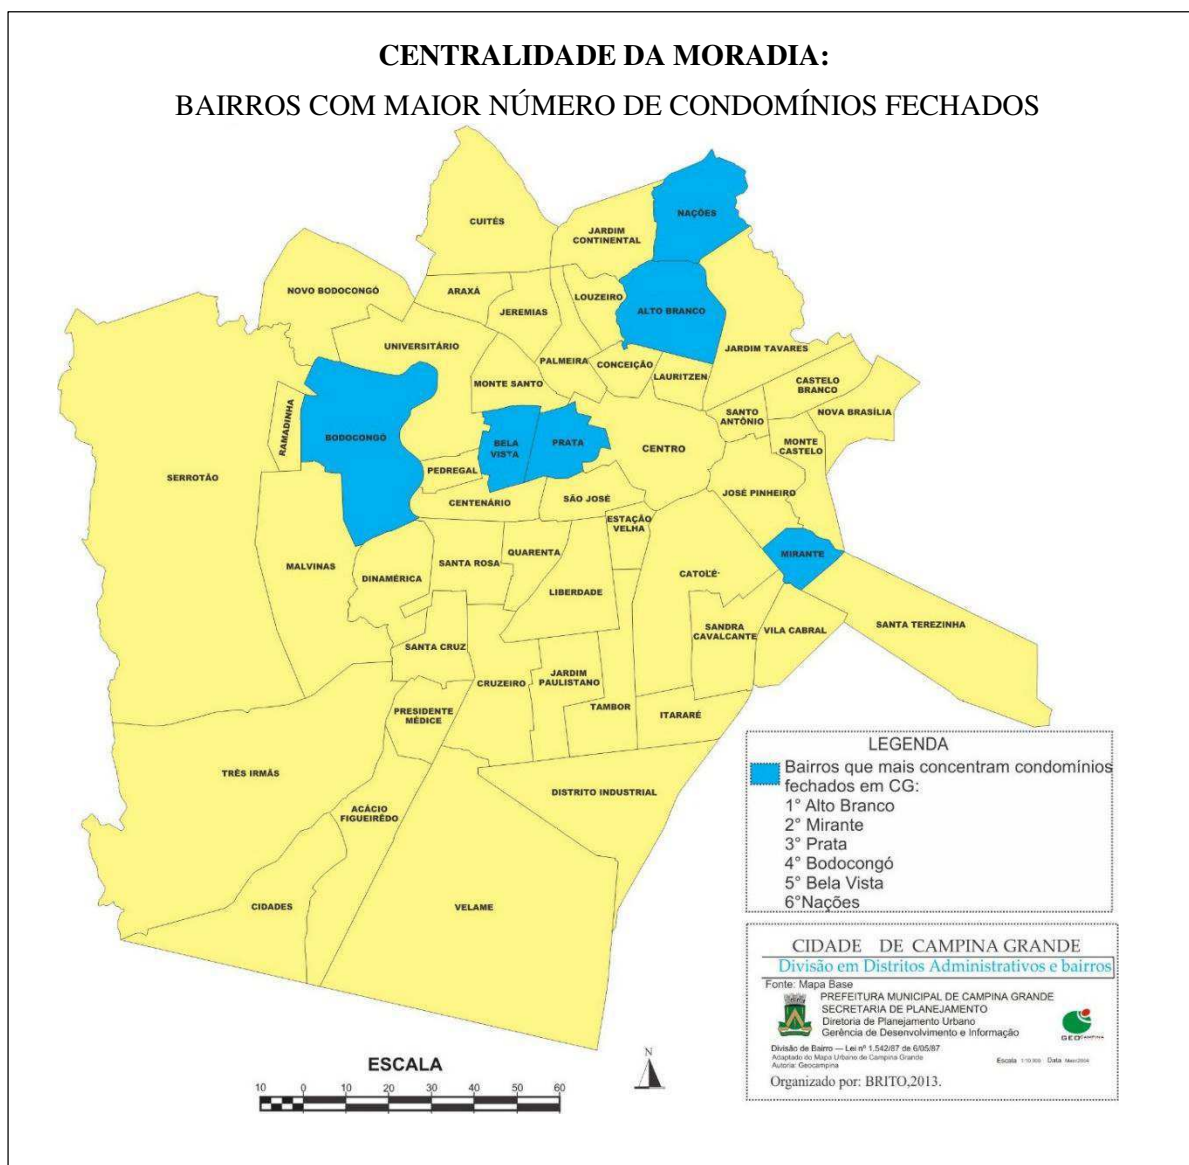 CENTRALIDADE DA MORADIA:
BAIRROS COM MAIOR NÚMERO DE CONDOMÍNIOS FECHADOS
CUITÉS
JARDIM
CONTINENTAL
NAÇÕES
NOVO BODOCONGÓ
ARAXÁ
JEREMIAS
LOUZEIRO
ALTO BRANCO
UNIVERSITÁRIO
MONTE SANTO
PALMEIRA
CONCEIÇÃO
LAURITZEN
JARDIM TAVARES
CASTELO
BRANCO
NOVA BRASÍLIA
SANTO
ANTÔNIO
MONTE
CASTELO
RAMADINHA
BODOCONGÓ
BELA
VISTA
PRATA
CENTRO
SERROTÃO
PEDREGAL
CENTENÁRIO
SÃO JOSÉ
JOSÉ PINHEIRO
ESTAÇÃO
VELHA
MIRANTE
MALVINAS
DINAMÉRICA
SANTA ROSA
QUARENTA
LIBERDADE
CATOLÉ
SANDRA
CAVALCANTE
VILA CABRAL
SANTA TEREZINHA
SANTA CRUZ
CRUZEIRO
JARDIM
PAULISTANO
TAMBOR
ITARARÉ
PRESIDENTE
MÉDICE
TRÊS IRMÃS
ACÁCIO
FIGUEIRÊDO
DISTRITO INDUSTRIAL
CIDADES
VELAME
LEGENDA
Bairros que mais concentram condomínios
fechados em CG:
1° Alto Branco
2° Mirante
3° Prata
4° Bodocongó
5° Bela Vista
6°Nações
CIDADE DE CAMPINA GRANDE
Divisão em Distritos Administrativos e bairros
Fonte: Mapa Base
PREFEITURA MUNICIPAL DE CAMPINA GRANDE
SECRETARIA DE PLANEJAMENTO
Diretoria de Planejamento Urbano
Gerência de Desenvolvimento e Informação
GEOCAMPINA
Divisão de Bairro — Lei nº 1.542/87 de 6/05/87
Adaptado do Mapa Urbano de Campina Grande
Autoria: Geocampina
Escala 1:10.000 Data Maio/2004
Organizado por: BRITO,2013.
ESCALA
N
10 0 10 20 30 40 50 60